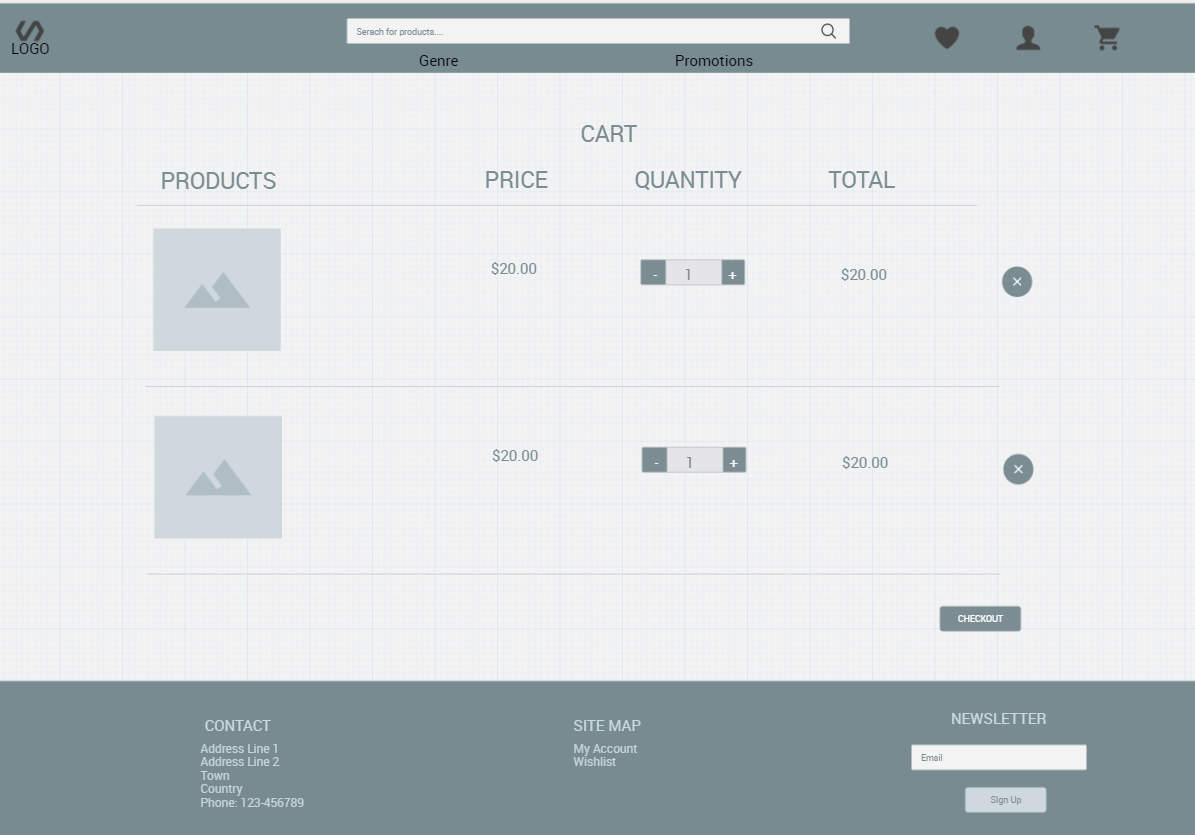 LOGO
Serach for products....
Genre
Promotions
CART
PRODUCTS
PRICE
QUANTITY
TOTAL
$20.00
- 1 +
$20.00
×
$20.00
- 1 +
$20.00
×
CHECKOUT
CONTACT
Address Line 1
Address Line 2
Town
Country
Phone: 123-456789
SITE MAP
My Account
Wishlist
NEWSLETTER
Email
Sign Up